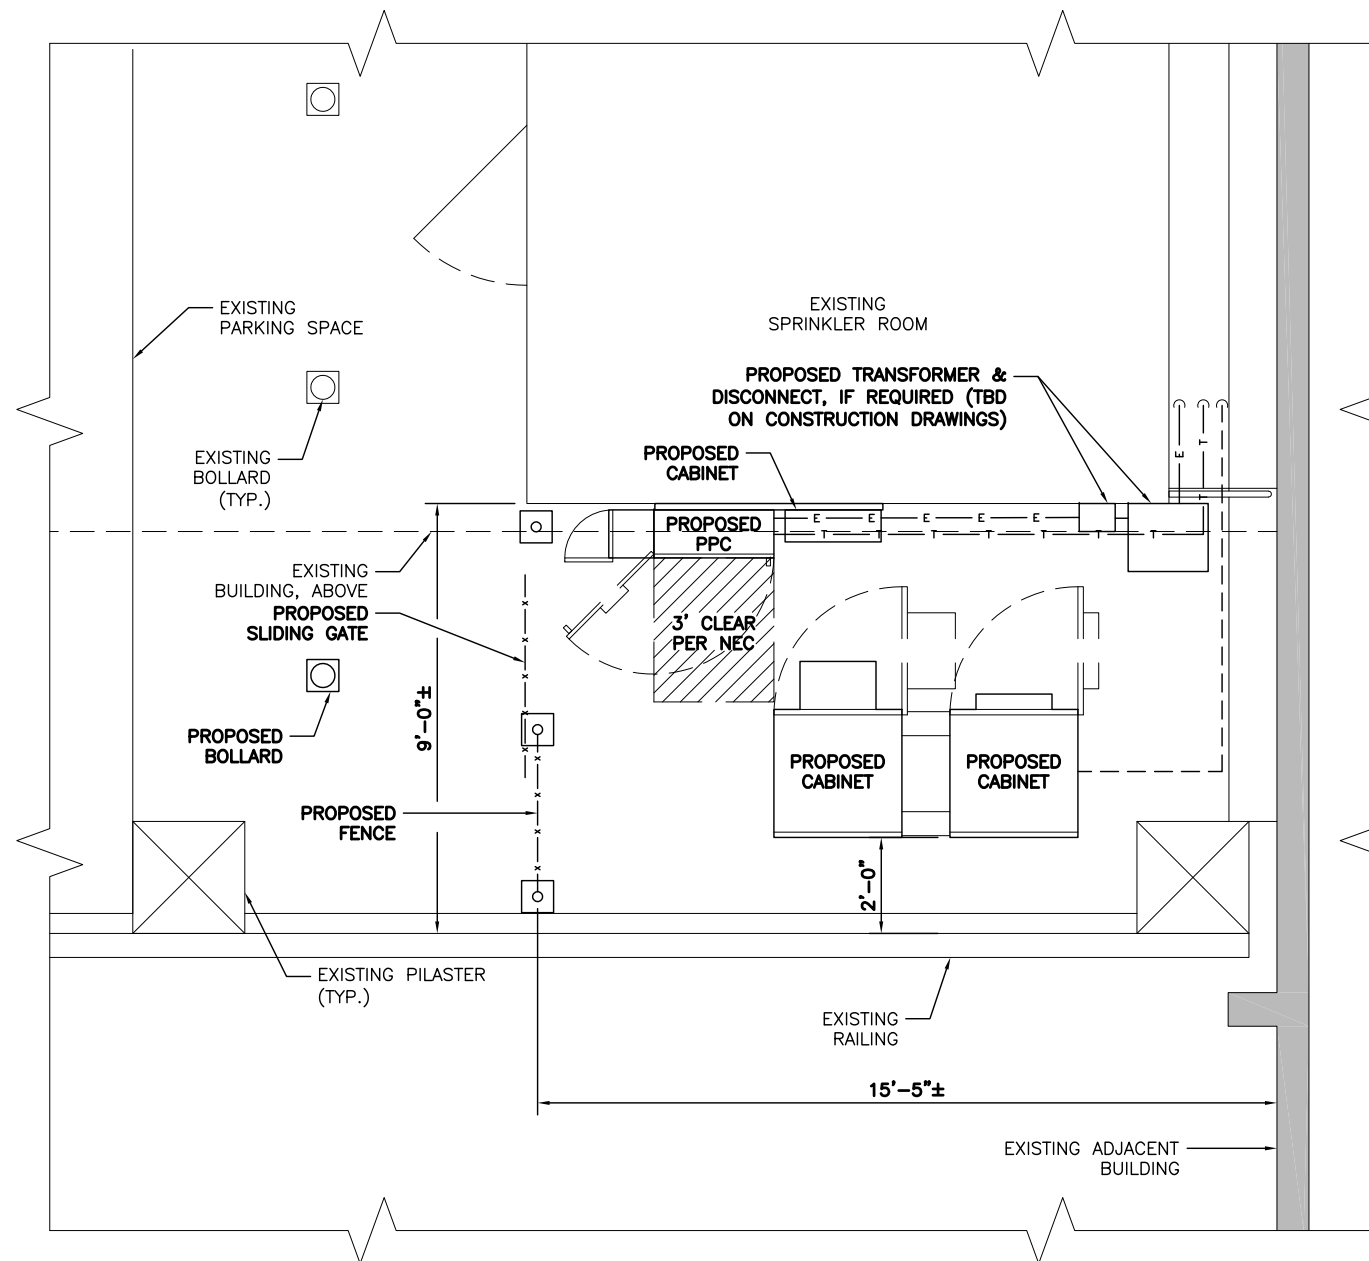 EXISTING
PARKING SPACE
EXISTING
SPRINKLER ROOM
PROPOSED TRANSFORMER &
DISCONNECT, IF REQUIRED (TBD
ON CONSTRUCTION DRAWINGS)
EXISTING
BOLLARD
(TYP.)
PROPOSED
CABINET
E
T
T
PROPOSED
PPC
E E E E E
T T T T T T T
EXISTING
BUILDING, ABOVE
PROPOSED
SLIDING GATE
3' CLEAR
PER NEC
9'-0"±
PROPOSED
BOLLARD
PROPOSED
CABINET
PROPOSED
CABINET
PROPOSED
FENCE
2'-0"
EXISTING PILASTER
(TYP.)
EXISTING
RAILING
15'-5"±
EXISTING ADJACENT
BUILDING